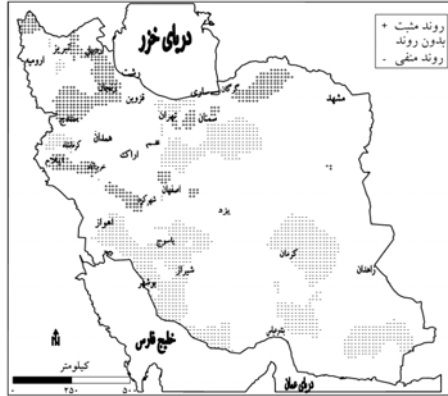 دریای خزر
روند مثبت +
بدون روند
روند منفی -
تبریز
اردبیل
ارومیه
رشت
زنجان
قزوین
گرگان
ساری
مشهد
سنندج
تهران
سمنان
همدان
قم
کرمانشاه
اراک
ایلام
خرم‌آباد
اصفهان
شهرکرد
یزد
اهواز
یاسوج
کرمان
شیراز
زاهدان
بوشهر
بندرعباس
خلیج فارس
کیلومتر
۰ ۲۵۰ ۵۰۰
دریای عمان